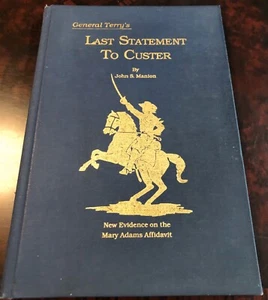 General Terry's
LAST STATEMENT
TO CUSTER
By
John S. Manion
New Evidence on the
Mary Adams Affidavit